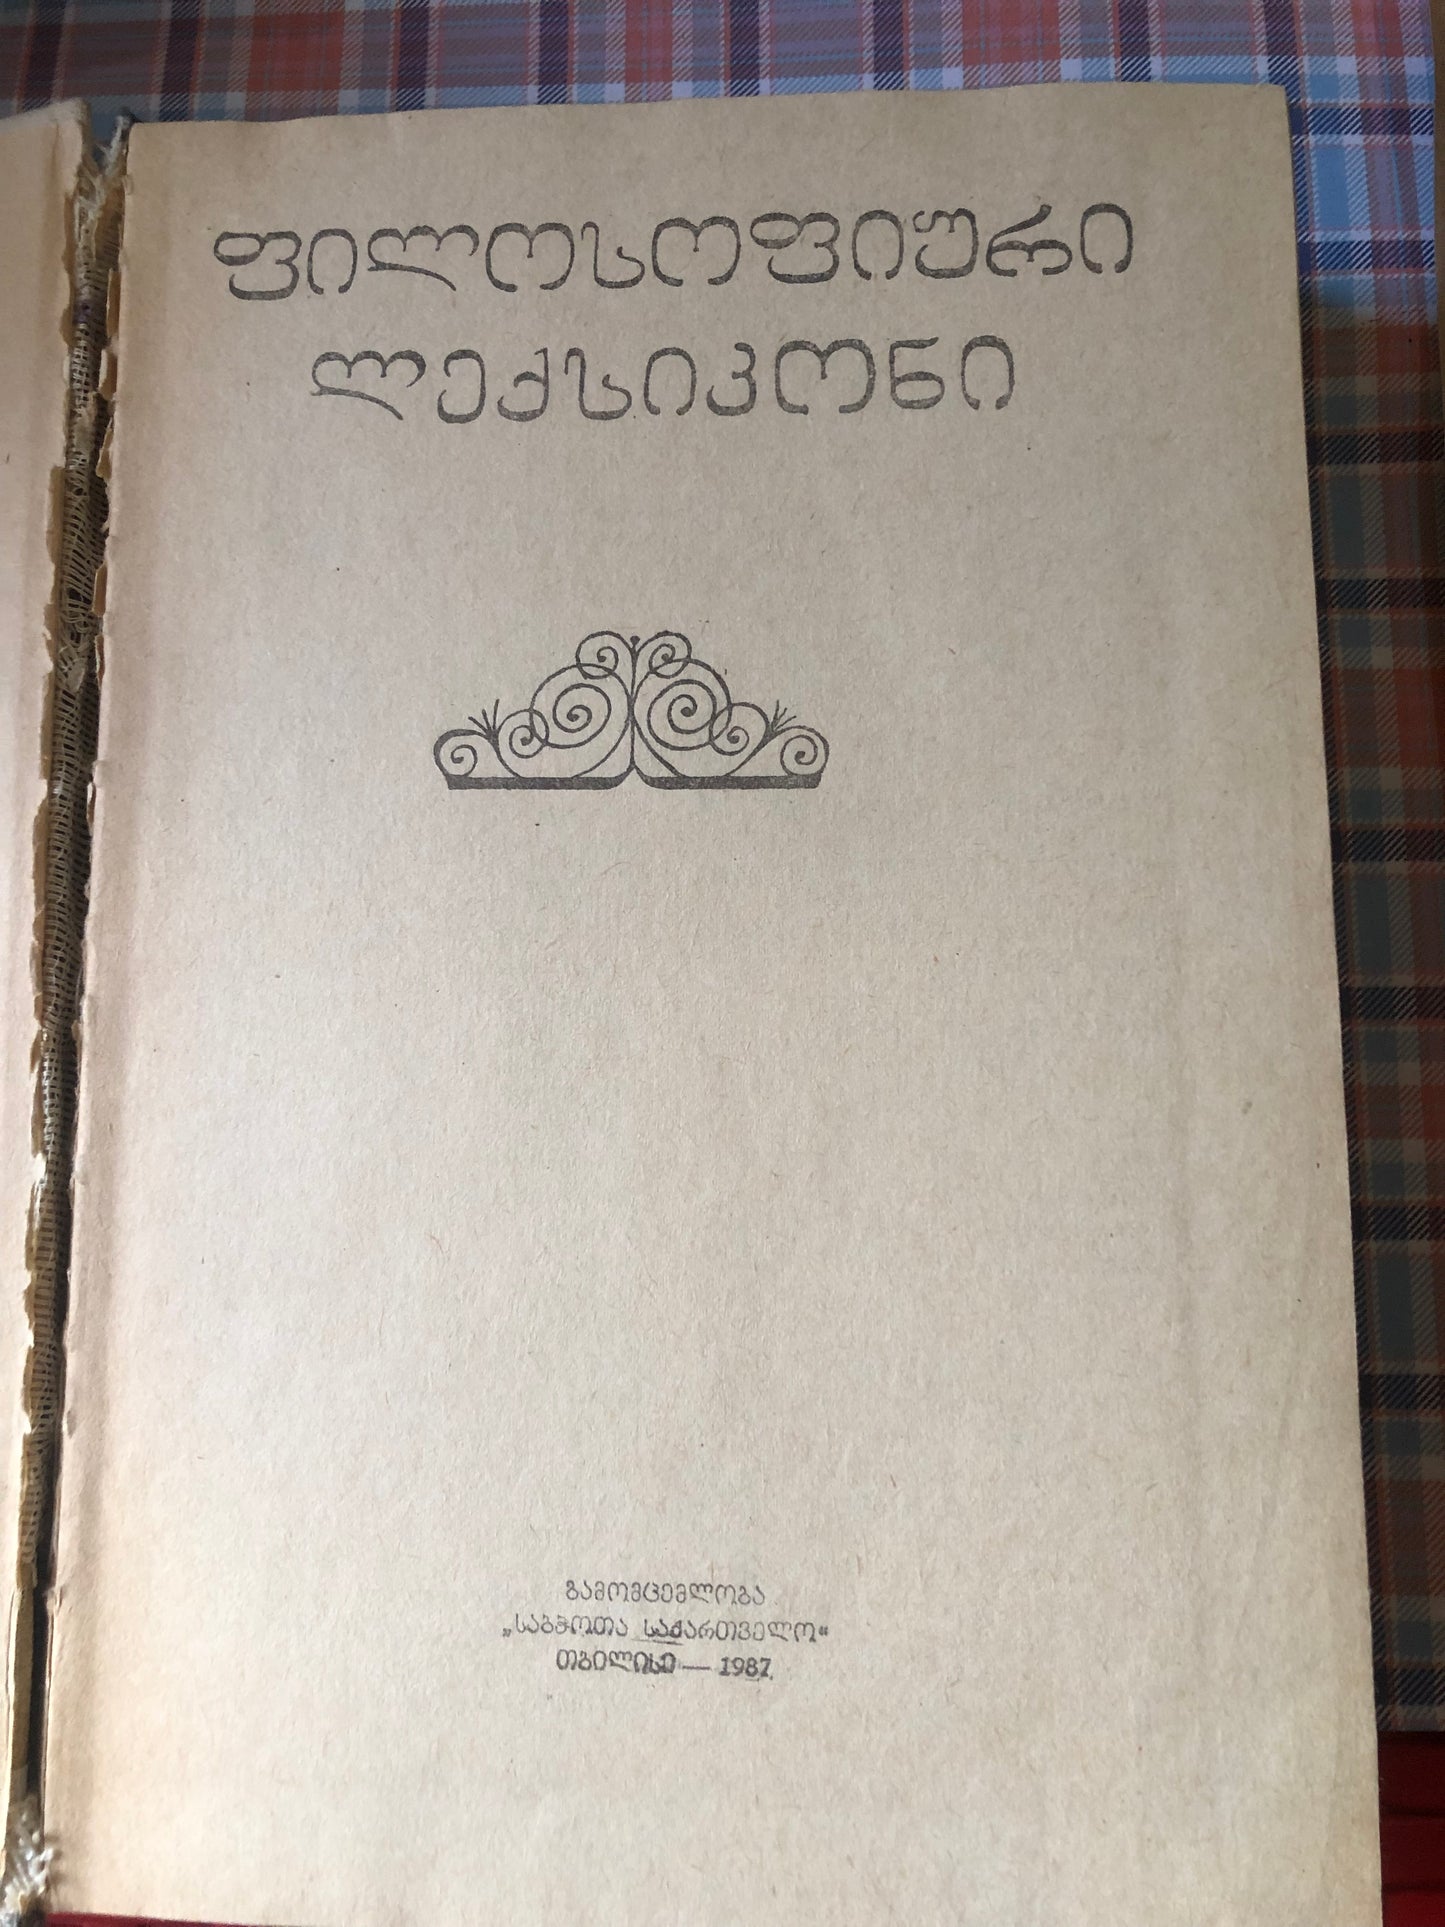 ფილოსოფიური
ლექსიკონი
გამომცემლობა
„საბჭოთა საქართველო“
თბილისი — 1987